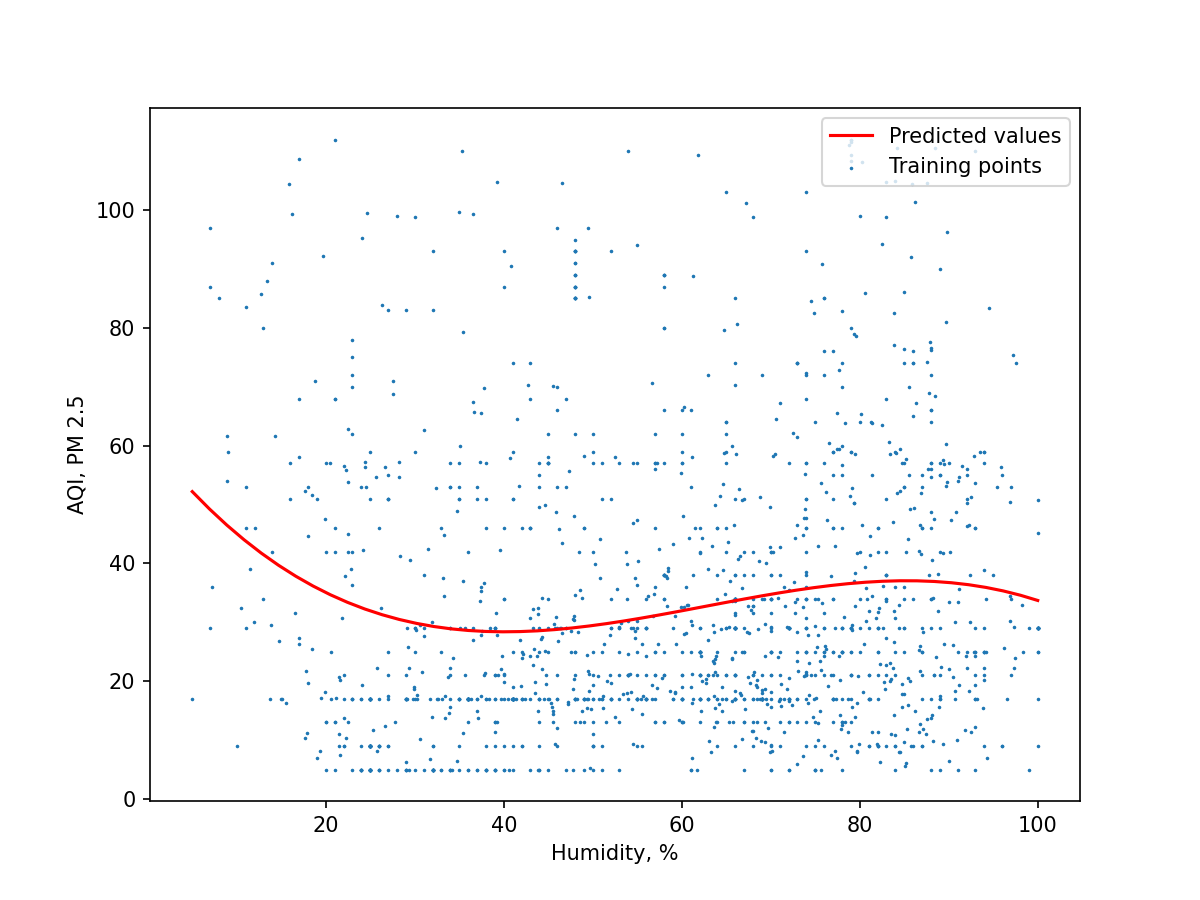 Predicted values
Training points
100
80
60
40
20
0
AQI, PM 2.5
20 40 60 80 100
Humidity, %